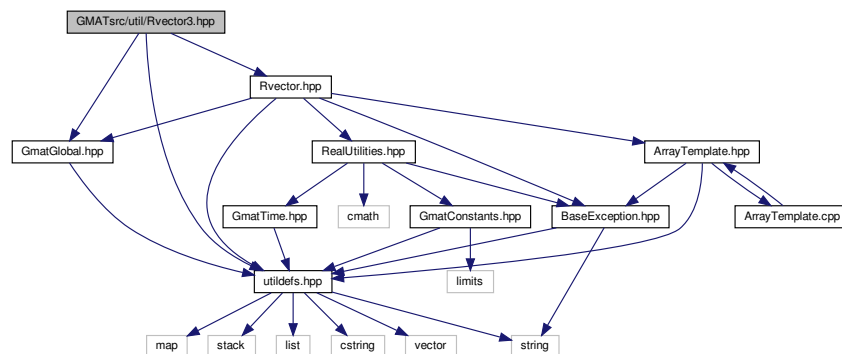 GMATsrc/util/Rvector3.hpp
Rvector.hpp
GmatGlobal.hpp
RealUtilities.hpp
ArrayTemplate.hpp
GmatTime.hpp
cmath
GmatConstants.hpp
BaseException.hpp
ArrayTemplate.cpp
utildefs.hpp
limits
map
stack
list
cstring
vector
string